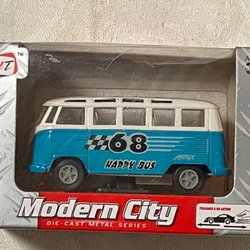 68
HAPPY BUS
Modern City
DIE-CAST METAL SERIES